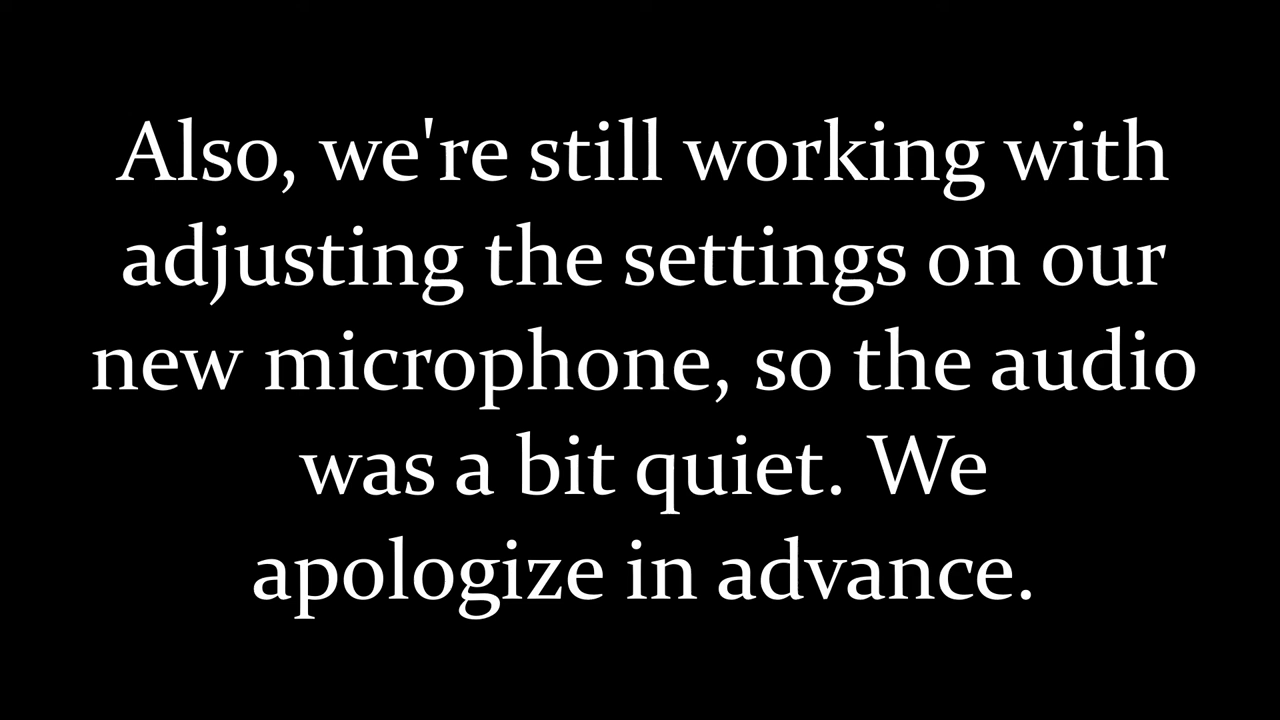 Also, we're still working with
adjusting the settings on our
new microphone, so the audio
was a bit quiet. We
apologize in advance.